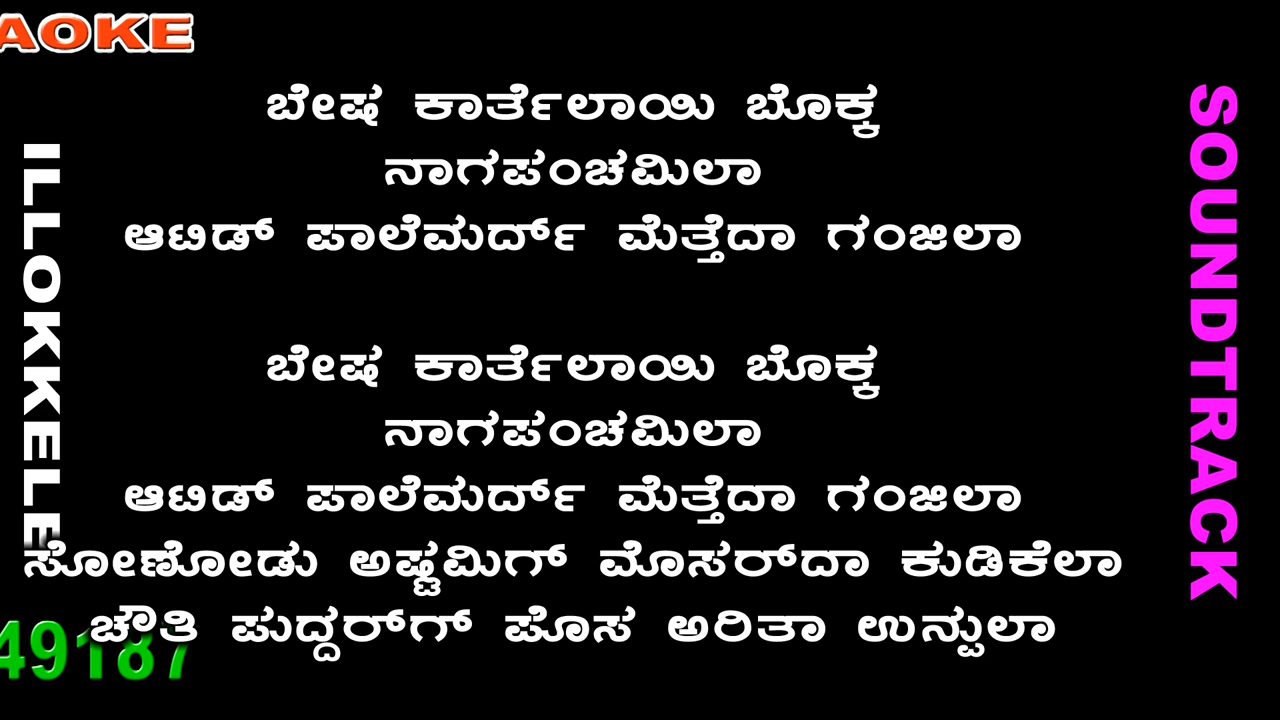 AOKE
ಬೇಷ ಕಾರ್ತೆಲಾಯಿ ಬೊಕ್ಕ
ನಾಗಪಂಚಮಿಲಾ
ಆಟಿಡ್ ಪಾಲೆಮರ್ದ್ ಮೆತ್ತೆದಾ ಗಂಜಿಲಾ
ಬೇಷ ಕಾರ್ತೆಲಾಯಿ ಬೊಕ್ಕ
ನಾಗಪಂಚಮಿಲಾ
ಆಟಿಡ್ ಪಾಲೆಮರ್ದ್ ಮೆತ್ತೆದಾ ಗಂಜಿಲಾ
ಸೋಣೋಡು ಅಷ್ಟಮಿಗ್ ಮೊಸರ್‌ದಾ ಕುಡಿಕೆಲಾ
ಚೌತಿ ಪುದ್ದರ್‌ಗ್ ಪೊಸ ಅರಿತಾ ಉನ್ಪುಲಾ
49187
ILLOKKELE
SOUNDTRACK